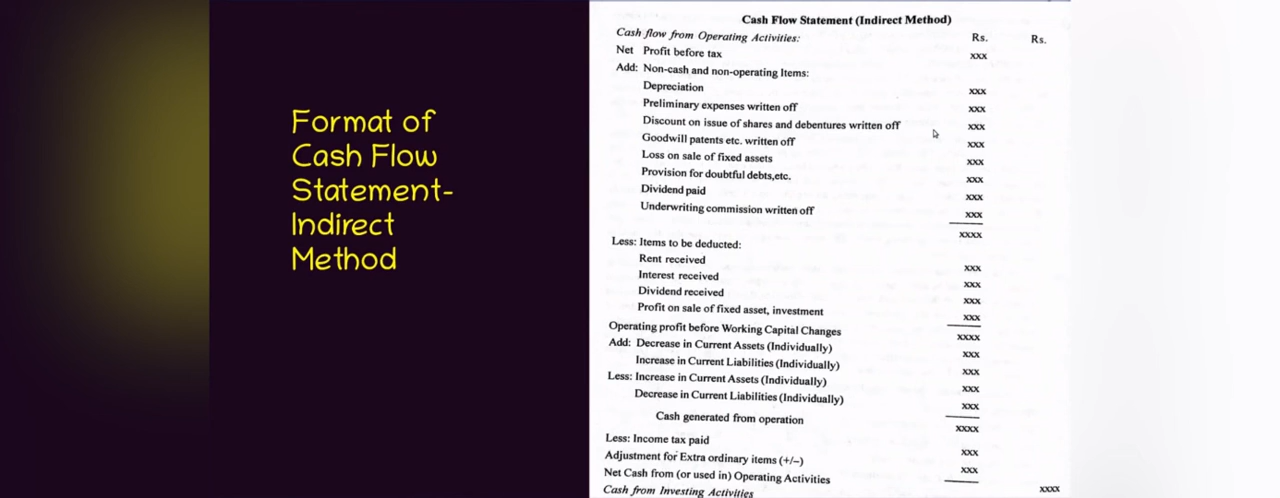 Format of
Cash Flow
Statement-
Indirect
Method
Cash Flow Statement (Indirect Method)
Cash flow from Operating Activities: Rs. Rs.
Net Profit before tax xxx
Add: Non-cash and non-operating Items:
Depreciation xxx
Preliminary expenses written off xxx
Discount on issue of shares and debentures written off xxx
Goodwill patents etc. written off xxx
Loss on sale of fixed assets xxx
Provision for doubtful debts,etc. xxx
Dividend paid xxx
Underwriting commission written off xxx
xxxx
Less: Items to be deducted:
Rent received xxx
Interest received xxx
Dividend received xxx
Profit on sale of fixed asset, investment xxx
Operating profit before Working Capital Changes xxxx
Add: Decrease in Current Assets (Individually) xxx
Increase in Current Liabilities (Individually) xxx
Less: Increase in Current Assets (Individually) xxx
Decrease in Current Liabilities (Individually) xxx
Cash generated from operation xxxx
Less: Income tax paid xxx
Adjustment for Extra ordinary items (+/–) xxx
Net Cash from (or used in) Operating Activities xxxx
Cash from Investing Activities